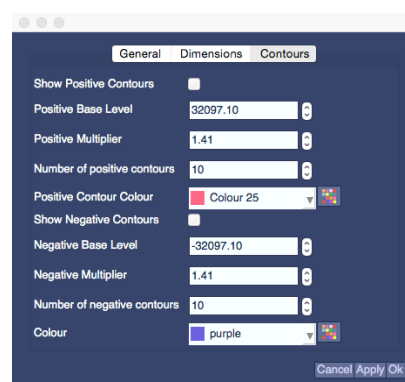 General Dimensions Contours
Show Positive Contours
Positive Base Level 32097.10
Positive Multiplier 1.41
Number of positive contours 10
Positive Contour Colour Colour 25
Show Negative Contours
Negative Base Level -32097.10
Negative Multiplier 1.41
Number of negative contours 10
Colour purple
Cancel Apply Ok